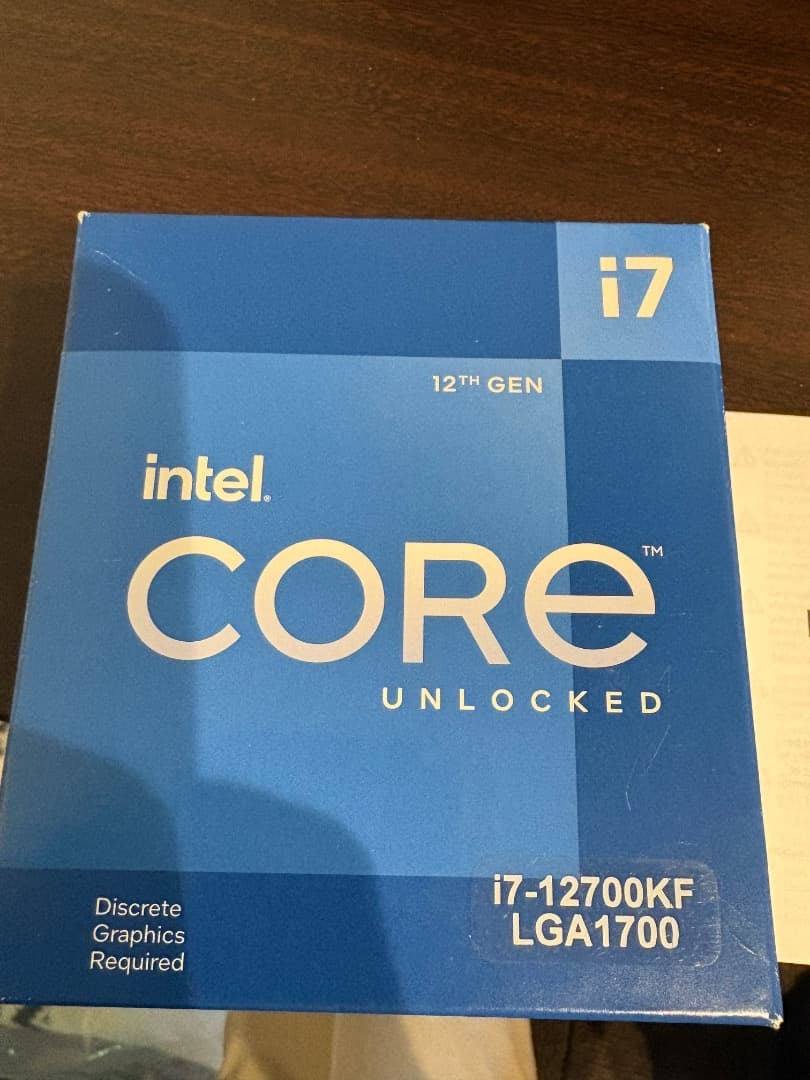 i7
12TH GEN
intel®
CORE™
UNLOCKED
i7-12700KF
LGA1700
Discrete
Graphics
Required